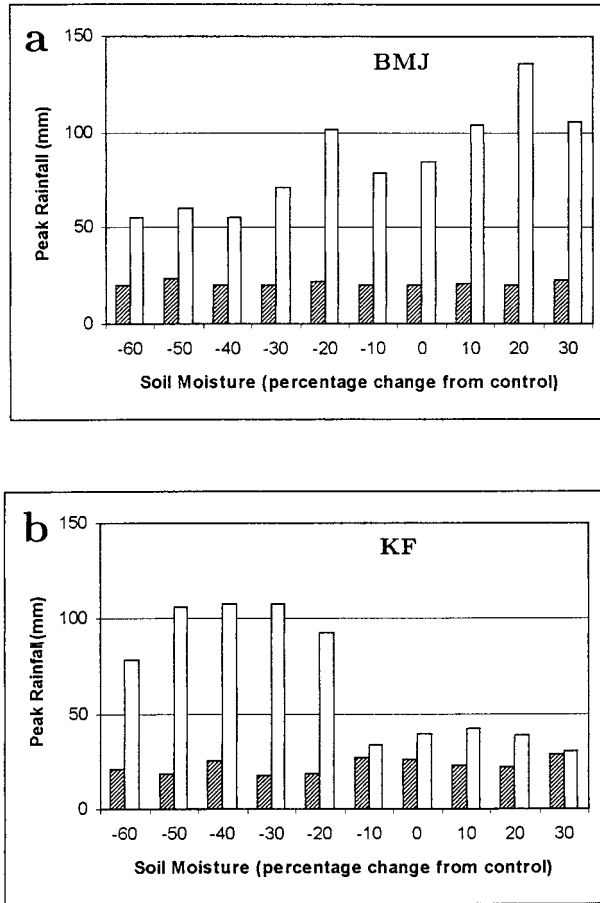 a
BMJ
Peak Rainfall (mm)
150
100
50
0
-60 -50 -40 -30 -20 -10 0 10 20 30
Soil Moisture (percentage change from control)
b
KF
Peak Rainfall (mm)
150
100
50
0
-60 -50 -40 -30 -20 -10 0 10 20 30
Soil Moisture (percentage change from control)